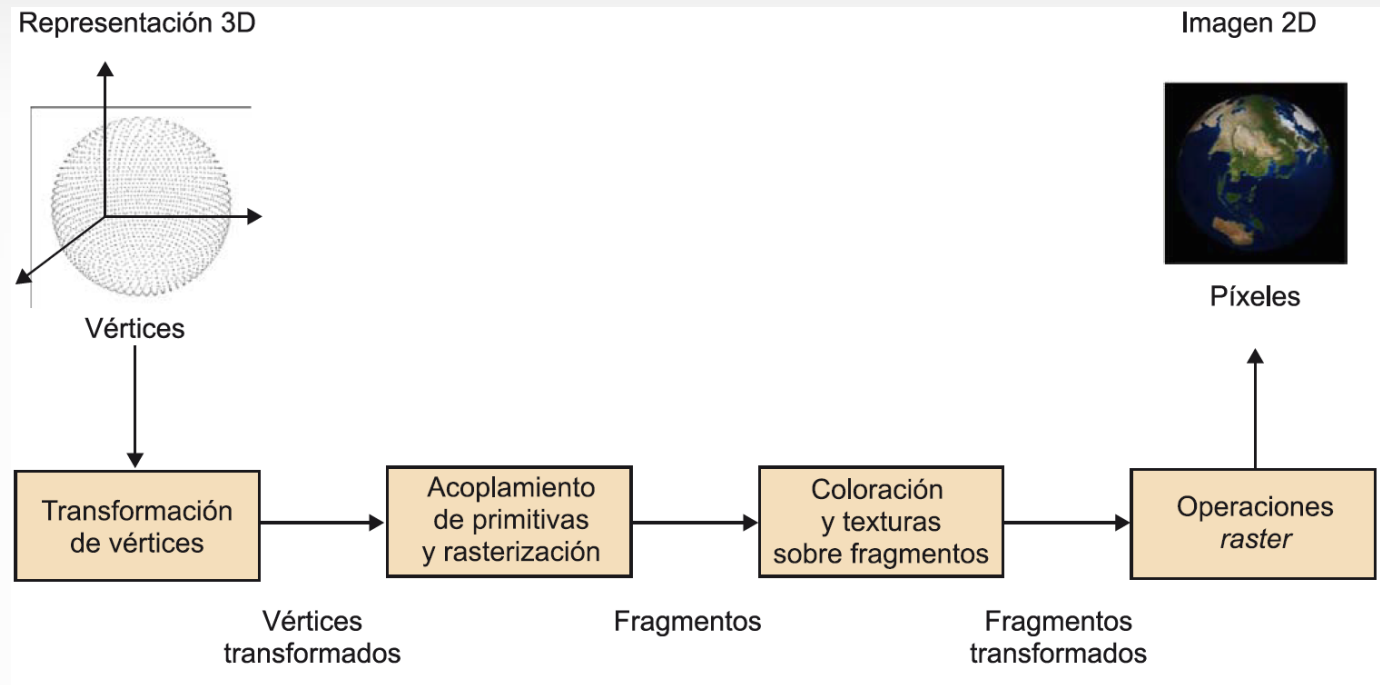 Representación 3D
Imagen 2D
Vértices
Píxeles
Transformación
de vértices
Acoplamiento
de primitivas
y rasterización
Coloración
y texturas
sobre fragmentos
Operaciones
raster
Vértices
transformados
Fragmentos
Fragmentos
transformados